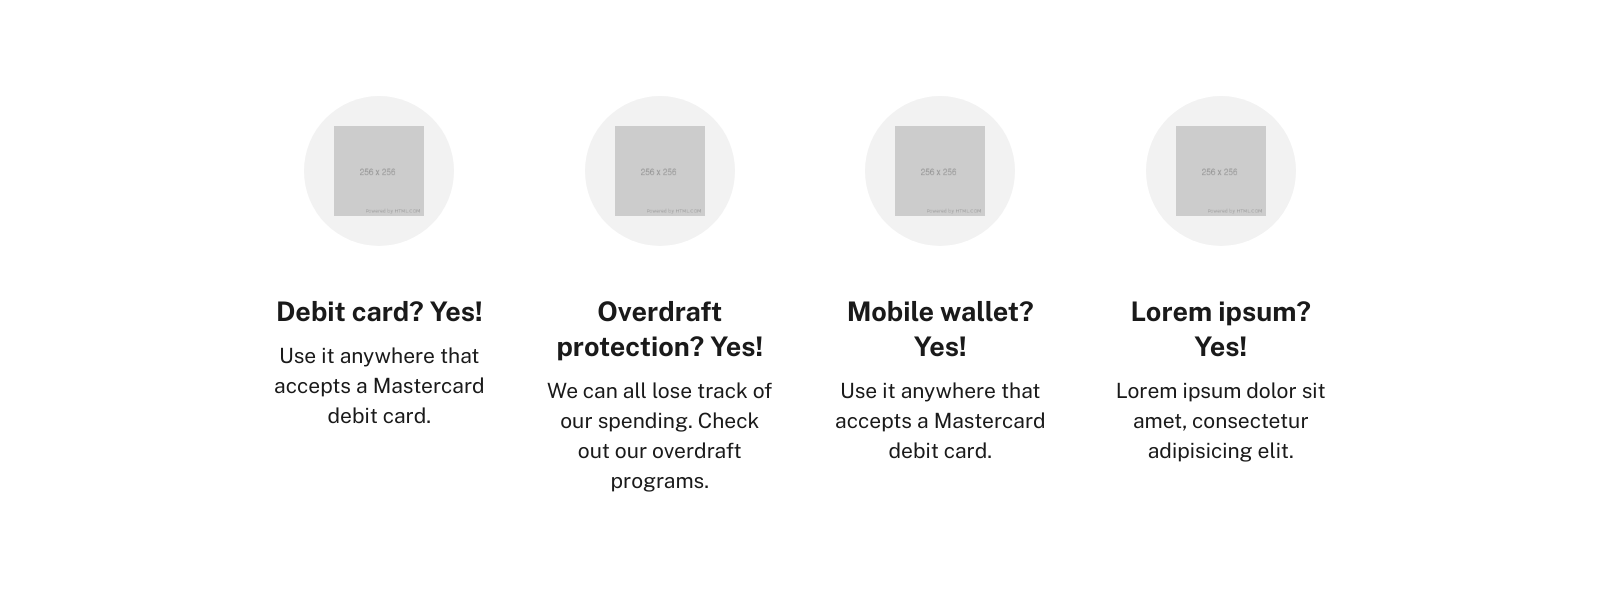 256 x 256
Powered by HTML.COM
256 x 256
Powered by HTML.COM
256 x 256
Powered by HTML.COM
256 x 256
Powered by HTML.COM
Debit card? Yes!
Use it anywhere that
accepts a Mastercard
debit card.
Overdraft
protection? Yes!
We can all lose track of
our spending. Check
out our overdraft
programs.
Mobile wallet?
Yes!
Use it anywhere that
accepts a Mastercard
debit card.
Lorem ipsum?
Yes!
Lorem ipsum dolor sit
amet, consectetur
adipisicing elit.